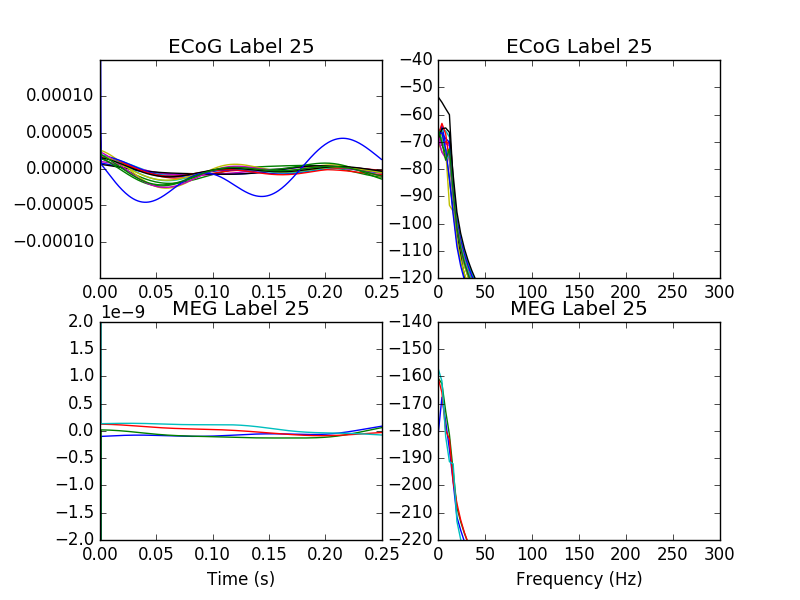 ECoG Label 25
ECoG Label 25
0.00010
0.00005
0.00000
−0.00005
−0.00010
0.00 0.05 0.10 0.15 0.20 0.25
−40
−50
−60
−70
−80
−90
−100
−110
−120
0 50 100 150 200 250 300
1e−9
MEG Label 25
MEG Label 25
2.0
1.5
1.0
0.5
0.0
−0.5
−1.0
−1.5
−2.0
0.00 0.05 0.10 0.15 0.20 0.25
Time (s)
−140
−150
−160
−170
−180
−190
−200
−210
−220
0 50 100 150 200 250 300
Frequency (Hz)